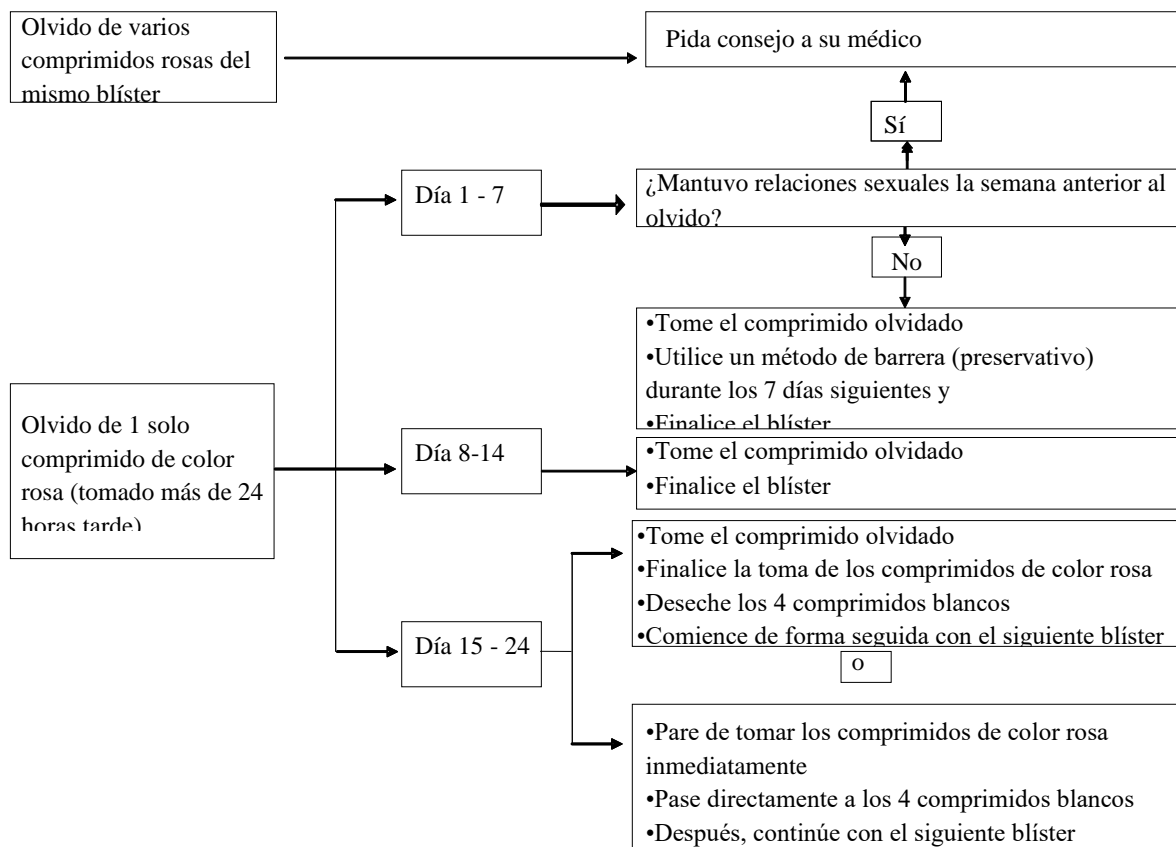 Olvido de varios
comprimidos rosas del
mismo blíster
Pida consejo a su médico
Sí
Día 1 - 7
¿Mantuvo relaciones sexuales la semana anterior al
olvido?
No
•Tome el comprimido olvidado
•Utilice un método de barrera (preservativo)
durante los 7 días siguientes y
•Finalice el blíster
Olvido de 1 solo
comprimido de color
rosa (tomado más de 24
horas tarde)
Día 8-14
•Tome el comprimido olvidado
•Finalice el blíster
Día 15 - 24
•Tome el comprimido olvidado
•Finalice la toma de los comprimidos de color rosa
•Deseche los 4 comprimidos blancos
•Comience de forma seguida con el siguiente blíster
o
•Pare de tomar los comprimidos de color rosa
inmediatamente
•Pase directamente a los 4 comprimidos blancos
•Después, continúe con el siguiente blíster